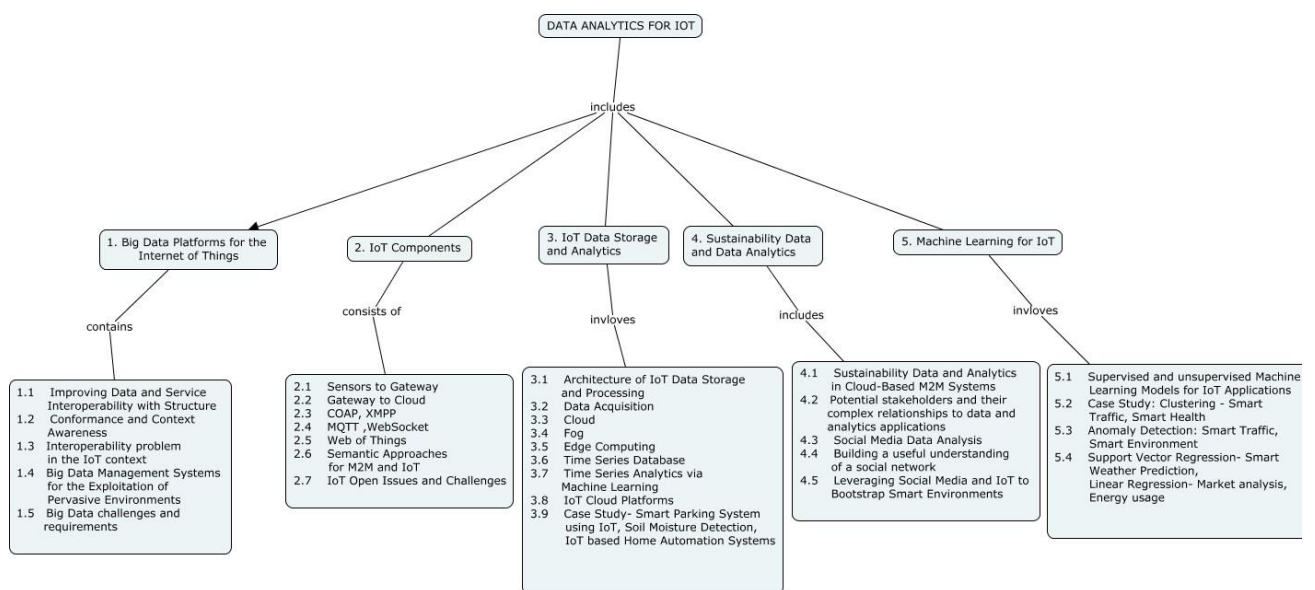 DATA ANALYTICS FOR IOT
includes
1. Big Data Platforms for the
Internet of Things
2. IoT Components
3. IoT Data Storage
and Analytics
4. Sustainability Data
and Data Analytics
5. Machine Learning for IoT
contains
consists of
invloves
includes
invloves
1.1 Improving Data and Service
Interoperability with Structure
1.2 Conformance and Context
Awareness
1.3 Interoperability problem
in the IoT context
1.4 Big Data Management Systems
for the Exploitation of
Pervasive Environments
1.5 Big Data challenges and
requirements
2.1 Sensors to Gateway
2.2 Gateway to Cloud
2.3 COAP, XMPP
2.4 MQTT ,WebSocket
2.5 Web of Things
2.6 Semantic Approaches
for M2M and IoT
2.7 IoT Open Issues and Challenges
3.1 Architecture of IoT Data Storage
and Processing
3.2 Data Acquisition
3.3 Cloud
3.4 Fog
3.5 Edge Computing
3.6 Time Series Database
3.7 Time Series Analytics via
Machine Learning
3.8 IoT Cloud Platforms
3.9 Case Study- Smart Parking System
using IoT, Soil Moisture Detection,
IoT based Home Automation Systems
4.1 Sustainability Data and Analytics
in Cloud-Based M2M Systems
4.2 Potential stakeholders and their
complex relationships to data and
analytics applications
4.3 Social Media Data Analysis
4.4 Building a useful understanding
of a social network
4.5 Leveraging Social Media and IoT to
Bootstrap Smart Environments
5.1 Supervised and unsupervised Machine
Learning Models for IoT Applications
5.2 Case Study: Clustering - Smart
Traffic, Smart Health
5.3 Anomaly Detection: Smart Traffic,
Smart Environment
5.4 Support Vector Regression- Smart
Weather Prediction,
Linear Regression- Market analysis,
Energy usage